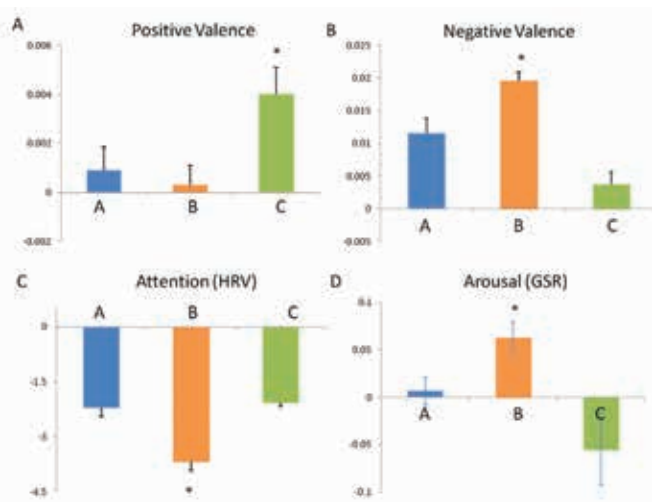 A
Positive Valence
0.006
0.004
0.002
0
-0.002
*
A
B
C
B
Negative Valence
0.025
0.02
0.015
0.01
0.005
0
-0.005
*
A
B
C
C
Attention (HRV)
A
B
C
0
-1.5
-3
-4.5
*
D
Arousal (GSR)
0.1
0.05
0
-0.05
-0.1
*
A
B
C